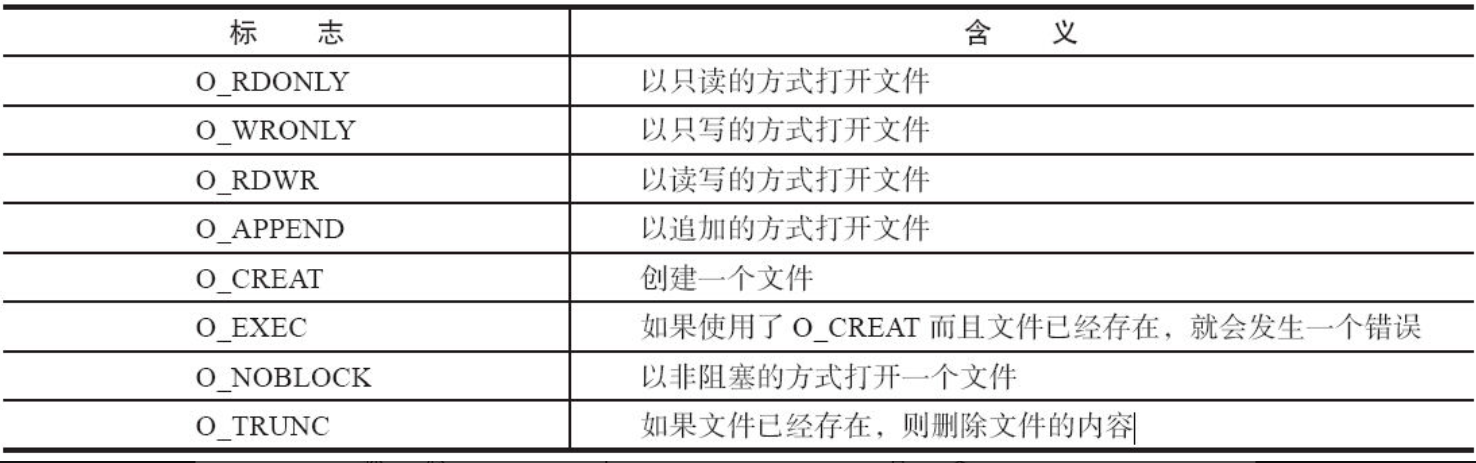 标 志 含 义
O_RDONLY 以只读的方式打开文件
O_WRONLY 以只写的方式打开文件
O_RDWR 以读写的方式打开文件
O_APPEND 以追加的方式打开文件
O_CREAT 创建一个文件
O_EXEC 如果使用了 O_CREAT 而且文件已经存在，就会发生一个错误
O_NOBLOCK 以非阻塞的方式打开一个文件
O_TRUNC 如果文件已经存在，则删除文件的内容